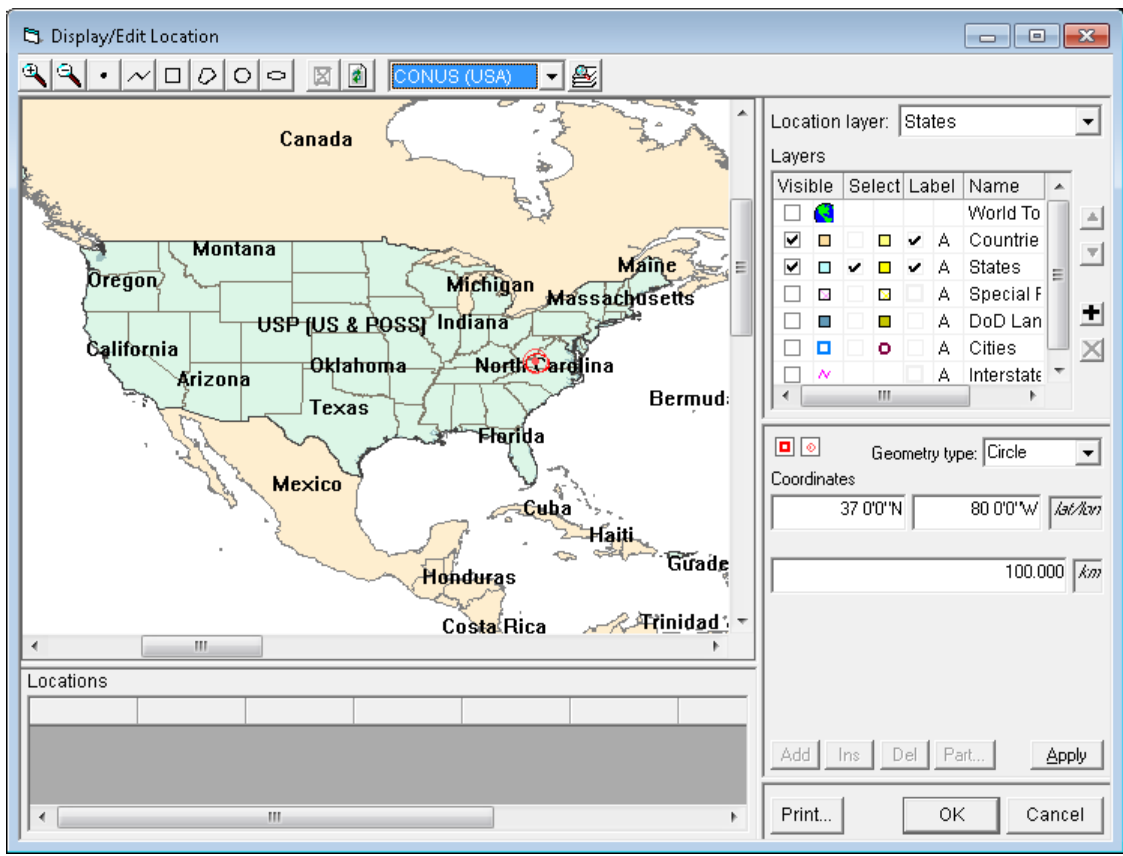 Display/Edit Location
CONUS (USA)
Canada
Montana
Maine
Oregon
Michigan
Massachusetts
USP (US & POSS)
Indiana
California
Oklahoma
North Carolina
Arizona
Texas
Bermud
Florida
Mexico
Cuba
Haiti
Guade
Honduras
Costa Rica
Trinidad
Locations
Location layer: States
Layers
Visible Select Label Name
World To
A Countrie
A States
A Special F
A DoD Lan
A Cities
A Interstate
Geometry type: Circle
Coordinates
37 0'0"N 80 0'0"W lat/lon
100.000 km
Add Ins Del Part... Apply
Print... OK Cancel